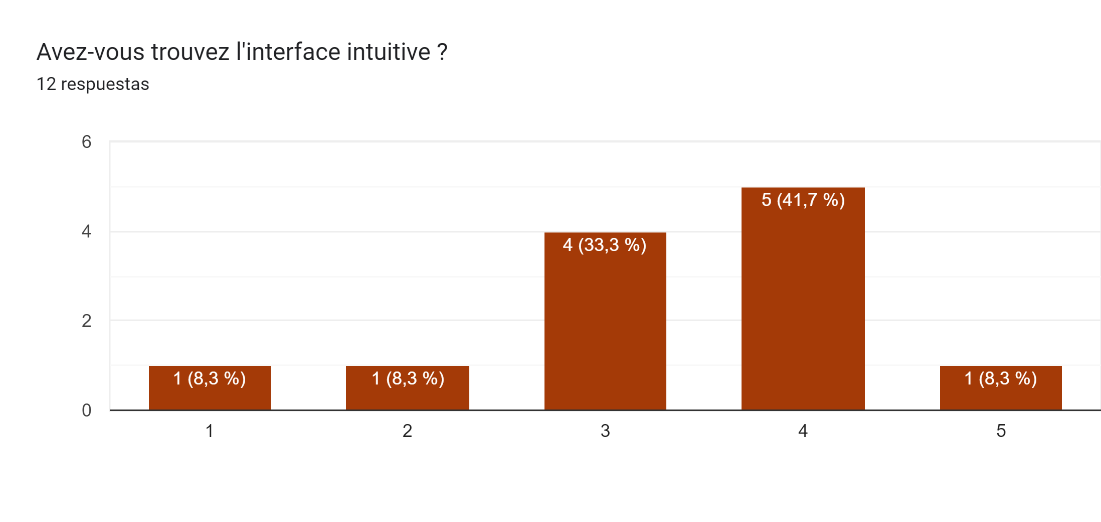 Avez-vous trouvez l'interface intuitive ?
12 respuestas
6
5 (41,7 %)
4
4 (33,3 %)
2
1 (8,3 %)
1 (8,3 %)
1 (8,3 %)
0
1
2
3
4
5